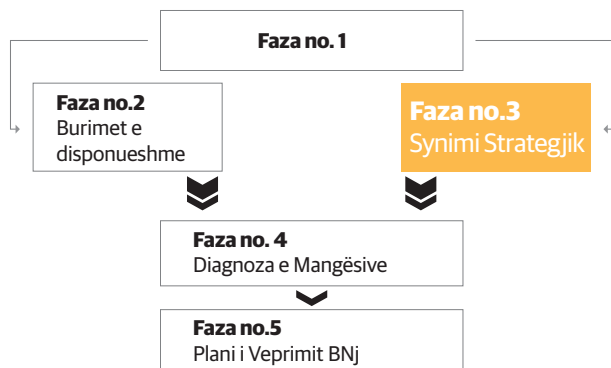 Faza no. 1
Faza no.2
Burimet e
disponueshme
Faza no.3
Synimi Strategjik
Faza no. 4
Diagnoza e Mangësive
Faza no.5
Plani i Veprimit BNj